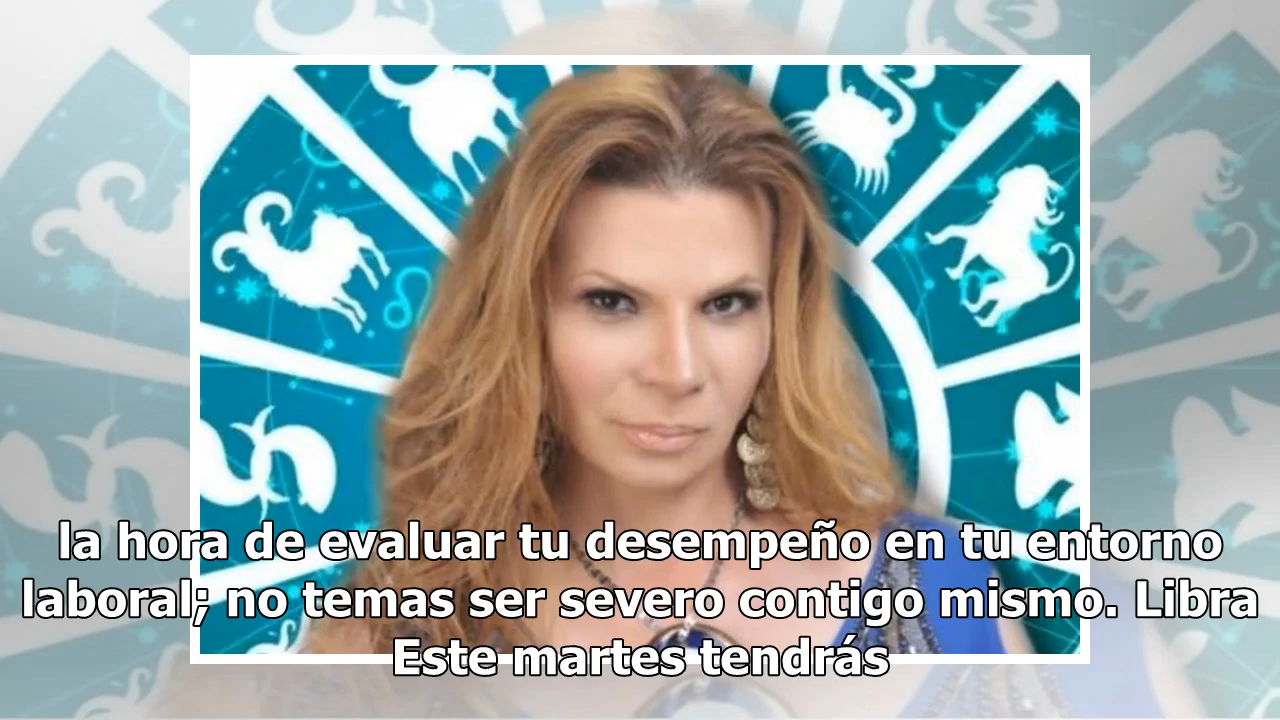 la hora de evaluar tu desempeño en tu entorno
laboral; no temas ser severo contigo mismo. Libra
Este martes tendrás